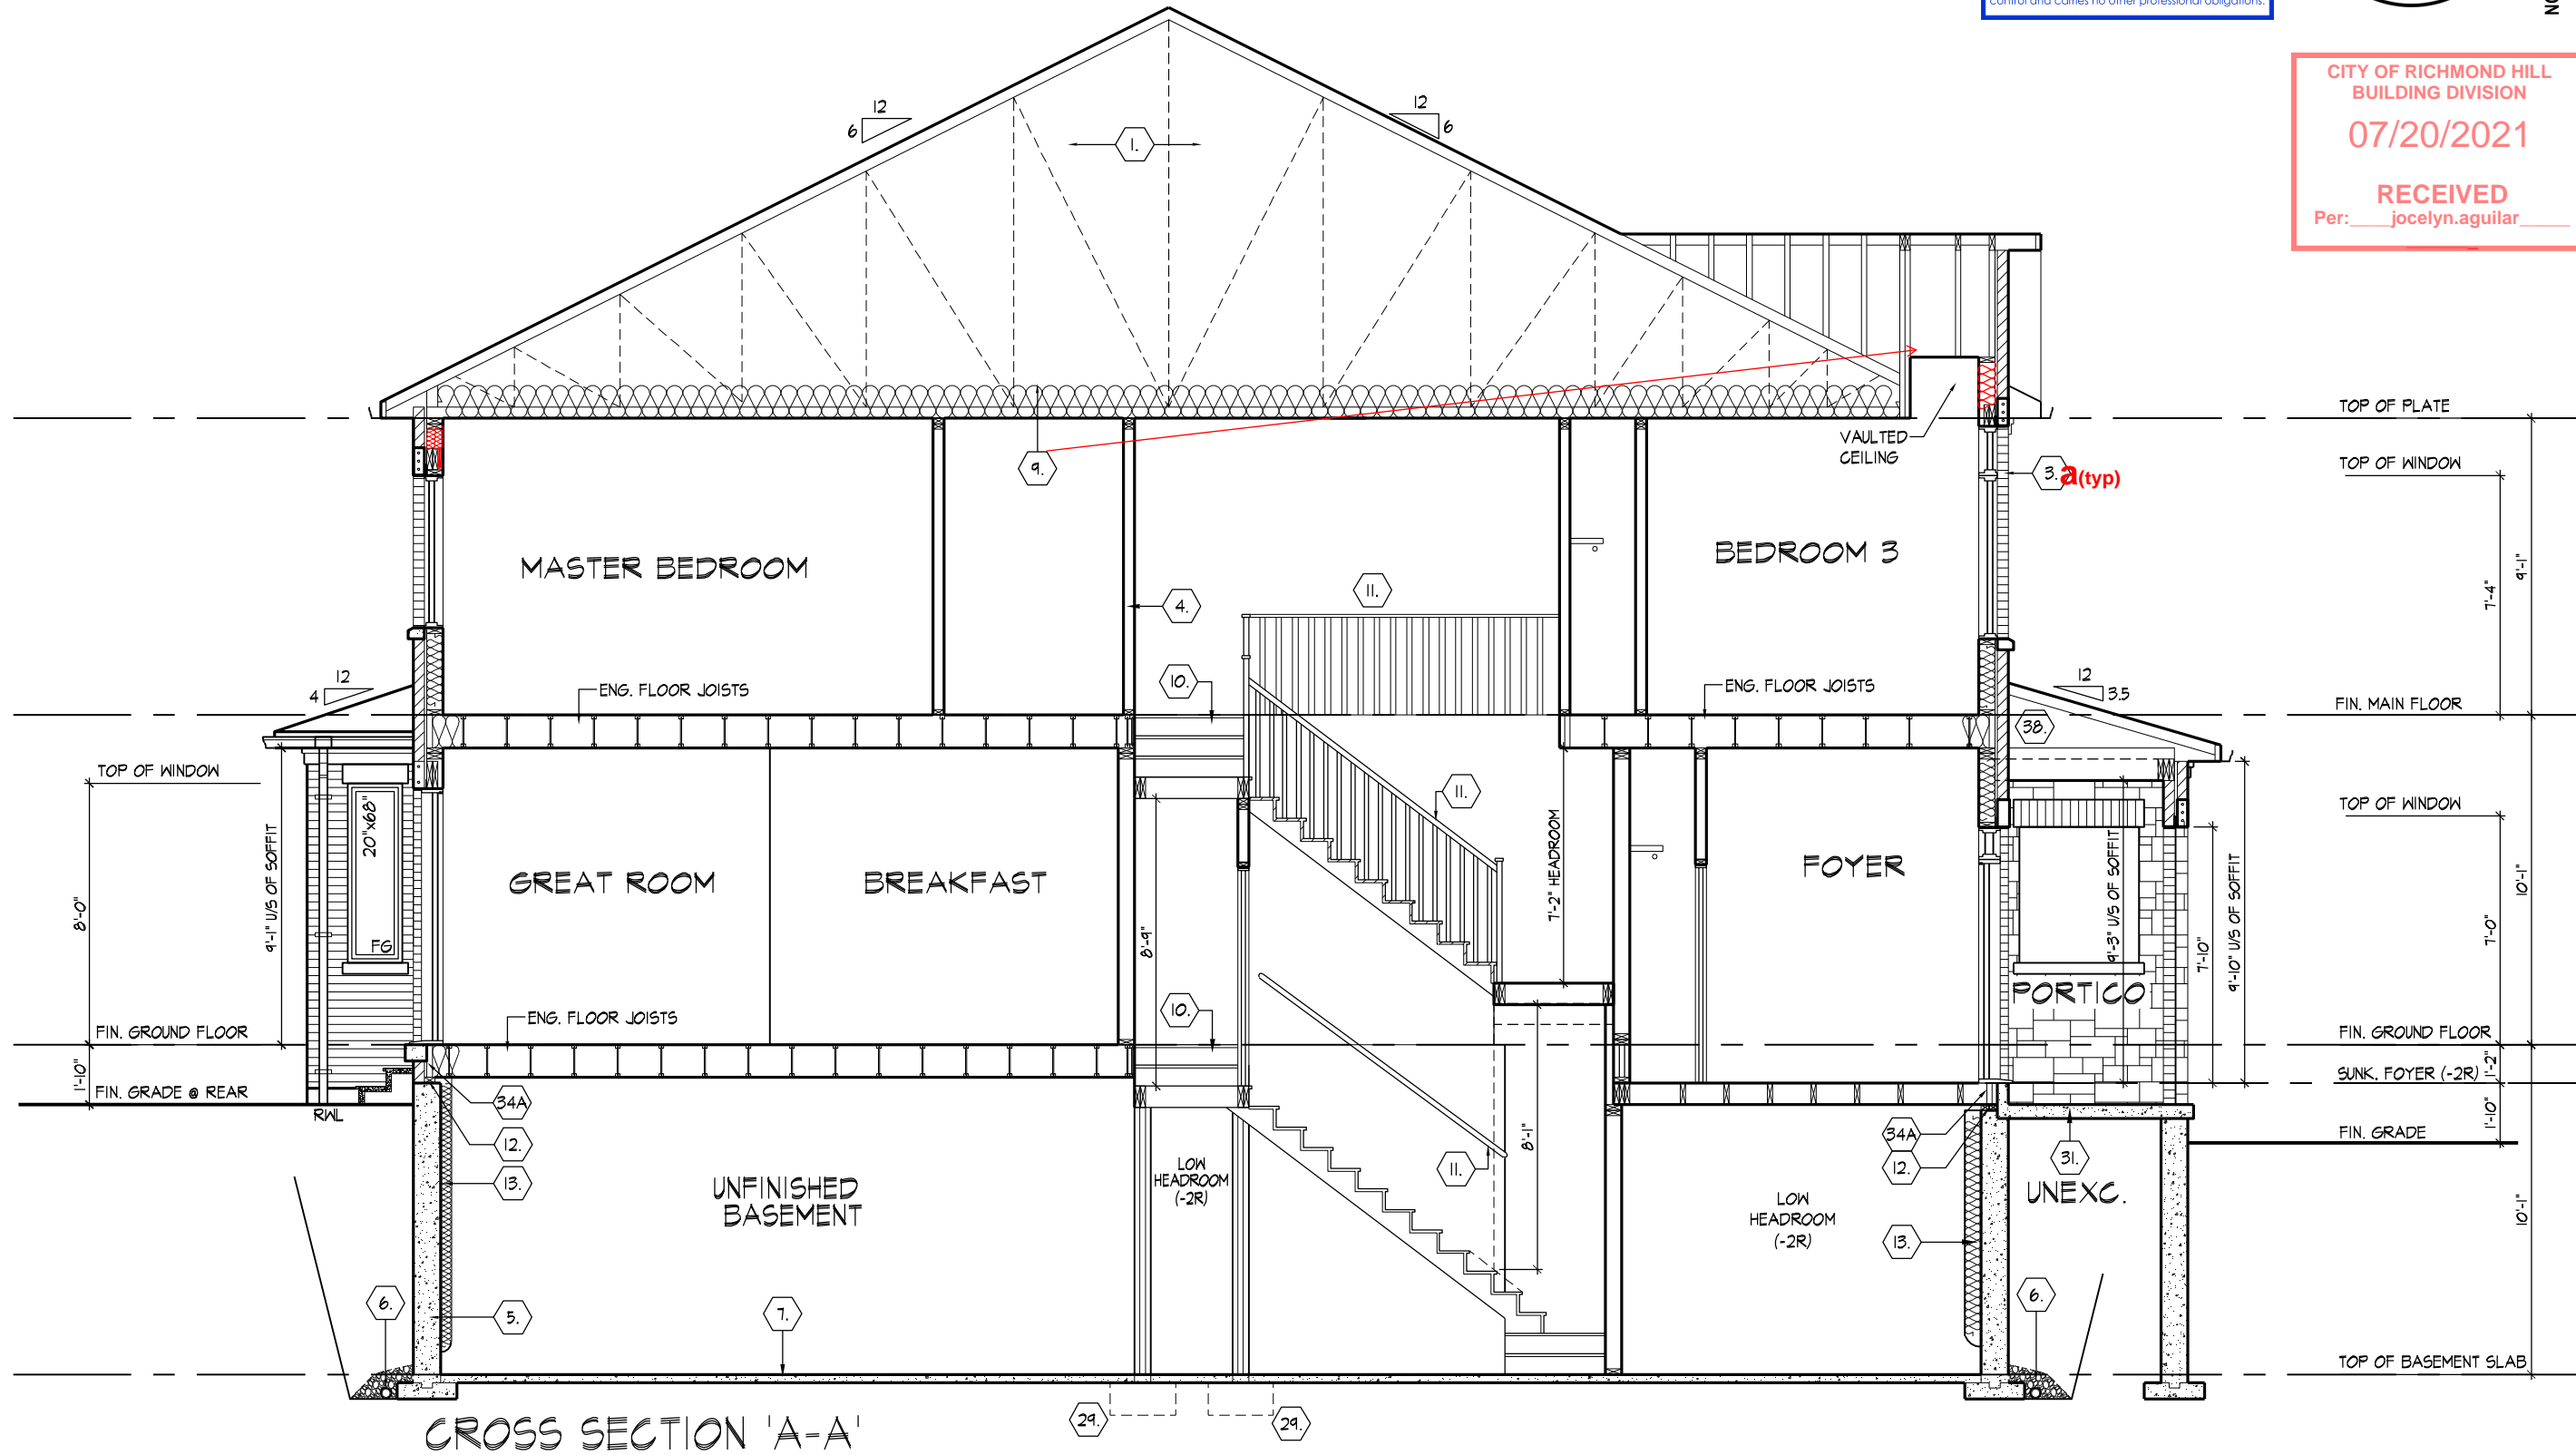 control and carries no other professional obligations.
CITY OF RICHMOND HILL
BUILDING DIVISION
07/20/2021
RECEIVED
Per:____jocelyn.aguilar______
12
6
12
6
1.
TOP OF PLATE
VAULTED
CEILING
9.
3.a(typ)
TOP OF WINDOW
MASTER BEDROOM
BEDROOM 3
7'-4"
9'-1"
11.
4.
12
4
ENG. FLOOR JOISTS
10.
ENG. FLOOR JOISTS
12
3.5
FIN. MAIN FLOOR
38.
TOP OF WINDOW
11.
TOP OF WINDOW
20"x68"
FG
8'-0"
9'-1" U/S OF SOFFIT
GREAT ROOM
BREAKFAST
8'-9"
7'-2" HEADROOM
FOYER
9'-3" U/S OF SOFFIT
7'-10"
9'-10" U/S OF SOFFIT
7'-0"
10'-1"
PORTICO
ENG. FLOOR JOISTS
10.
FIN. GROUND FLOOR
FIN. GROUND FLOOR
1'-10"
FIN. GRADE @ REAR
RWL
SUNK. FOYER (-2R)
1'-2"
1'-10"
FIN. GRADE
34A
12.
13.
34A
12.
13.
31.
UNEXC.
LOW
HEADROOM
(-2R)
11.
8'-1"
UNFINISHED
BASEMENT
LOW
HEADROOM
(-2R)
10'-1"
6.
5.
7.
6.
TOP OF BASEMENT SLAB
29.
29.
CROSS SECTION 'A-A'